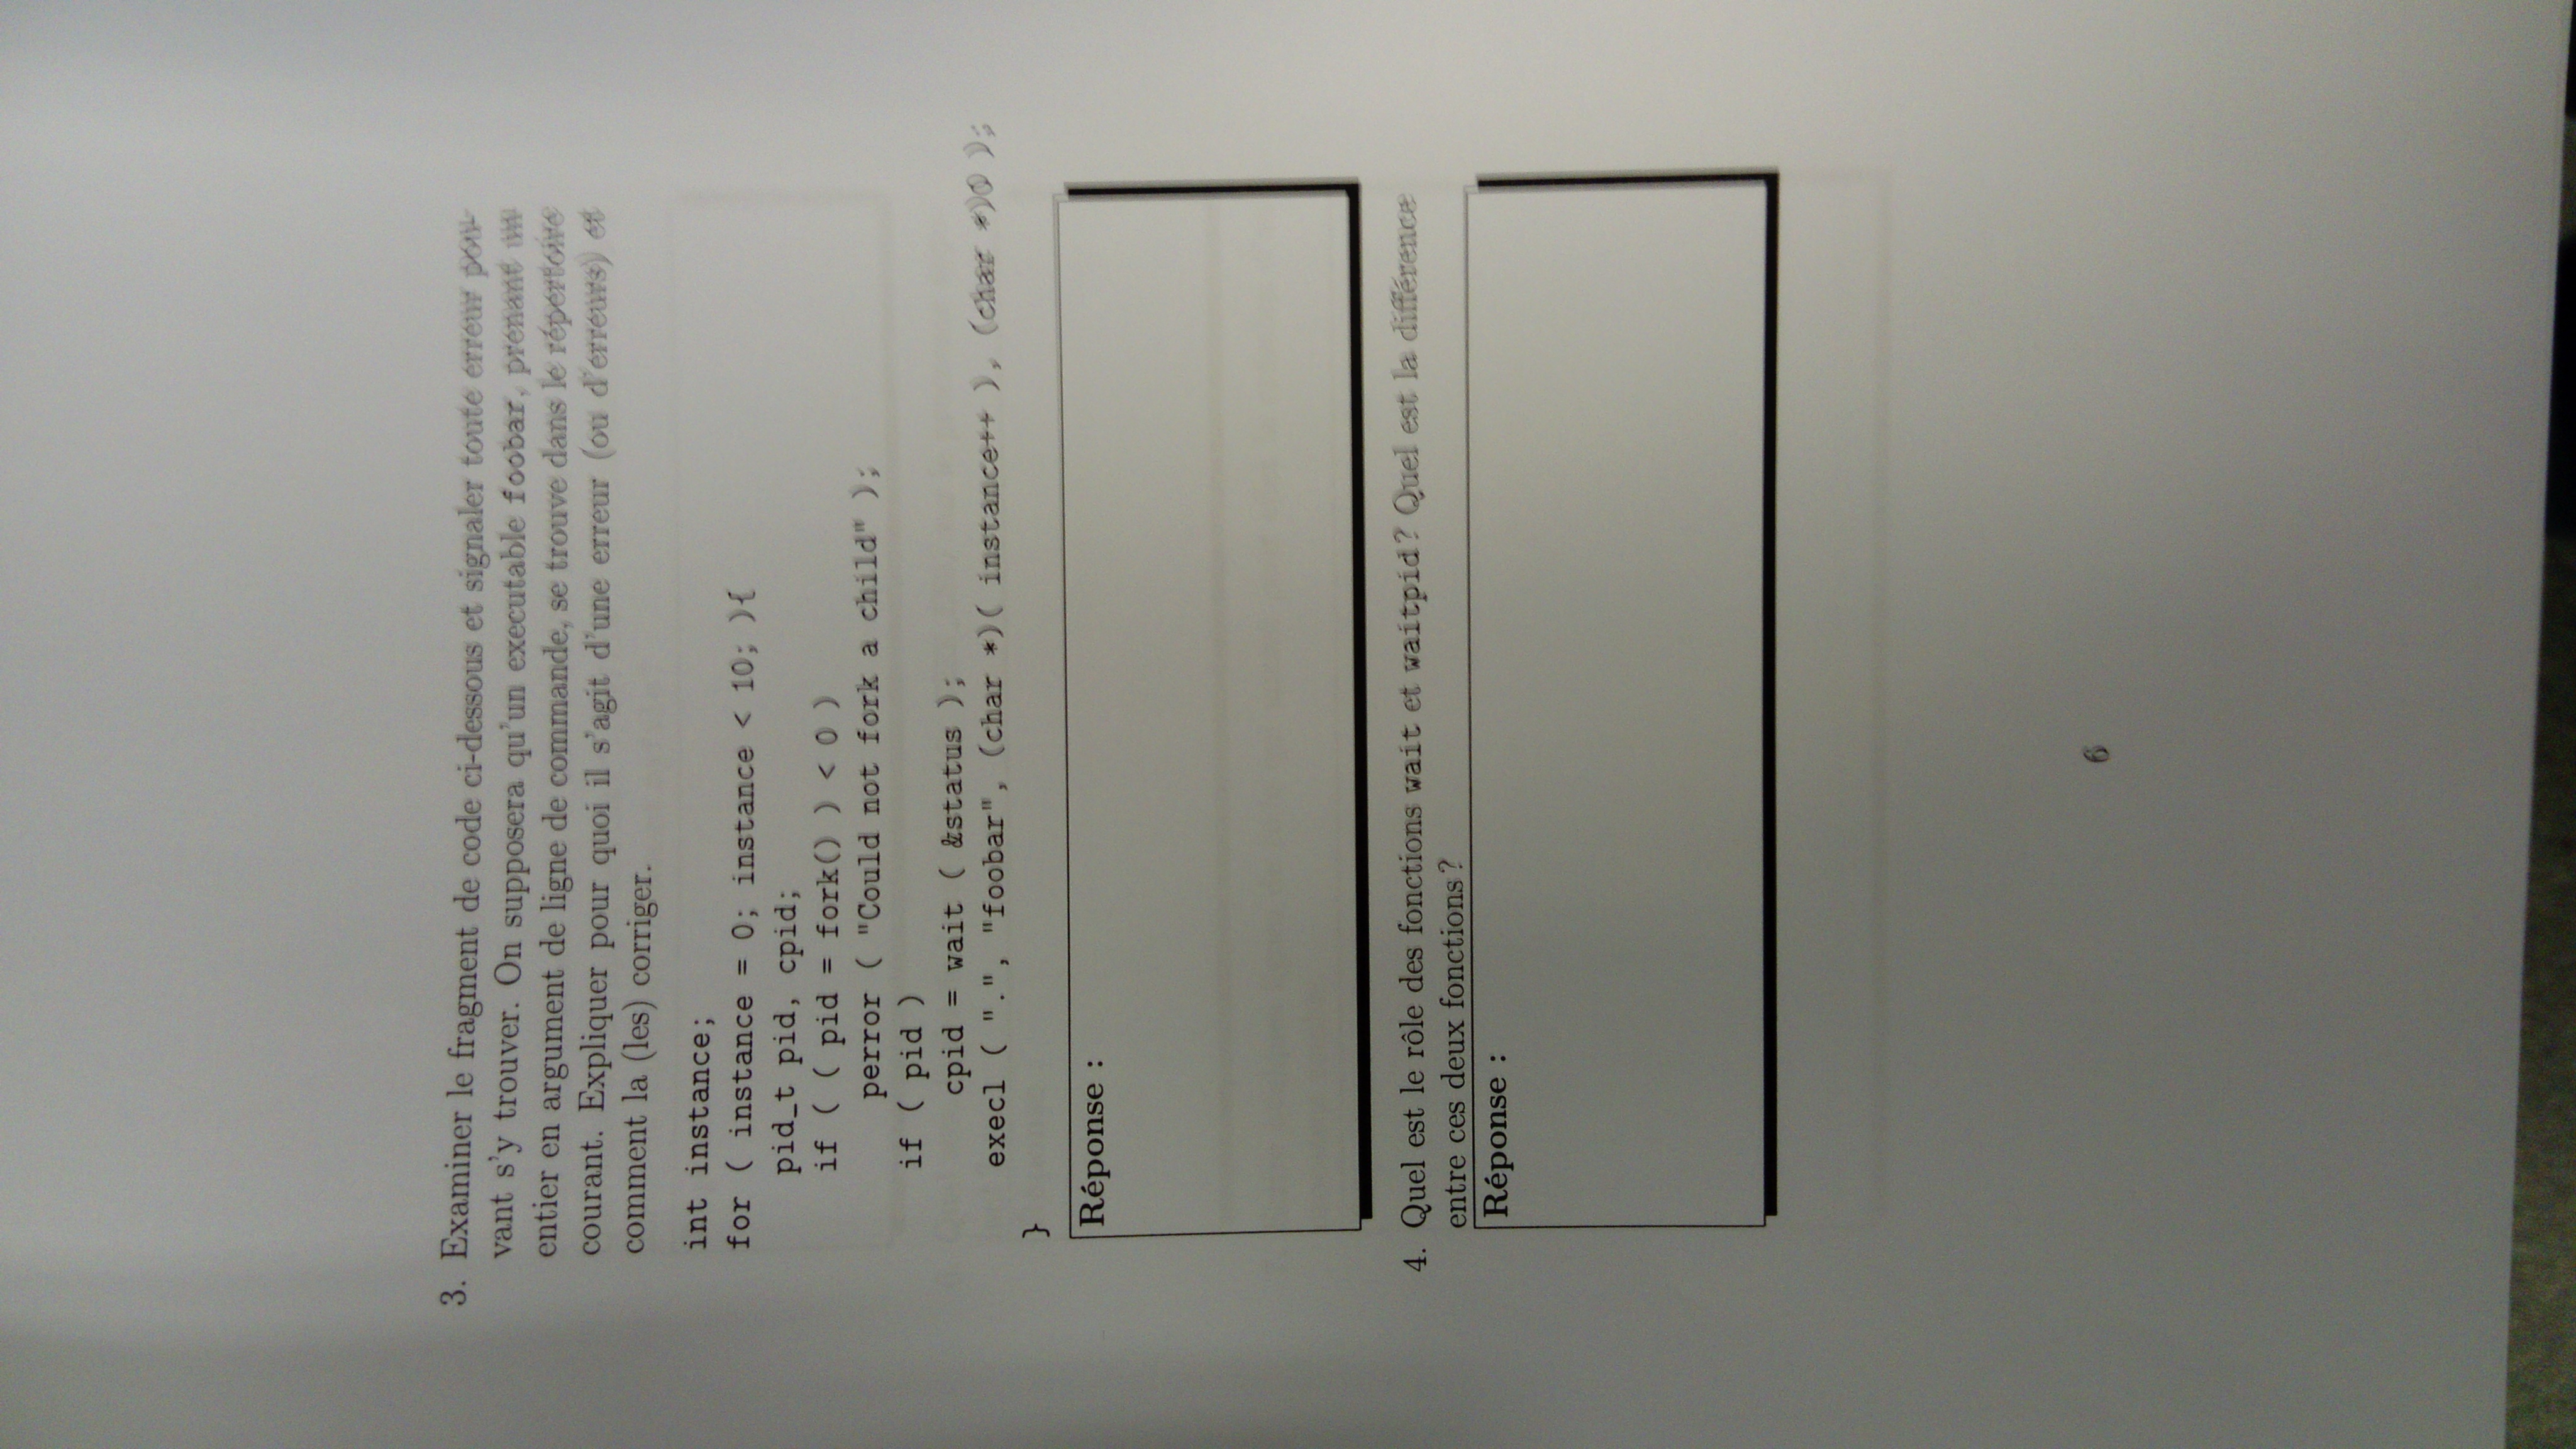 3. Examiner le fragment de code ci-dessous et signaler toute erreur pou-
vant s'y trouver. On supposera qu'un executable foobar, prenant un
entier en argument de ligne de commande, se trouve dans le répertoire
courant. Expliquer pour quoi il s'agit d'une erreur (ou d'erreurs) et
comment la (les) corriger.
int instance;
for ( instance = 0; instance < 10; ){
pid_t pid, cpid;
if ( ( pid = fork() ) < 0 )
perror ( "Could not fork a child" );
if ( pid )
cpid = wait ( &status );
execl ( ".", "foobar", (char *)( instance++ ), (char *)0 );
}
Réponse :
4. Quel est le rôle des fonctions wait et waitpid? Quel est la différence
entre ces deux fonctions ?
Réponse :
6